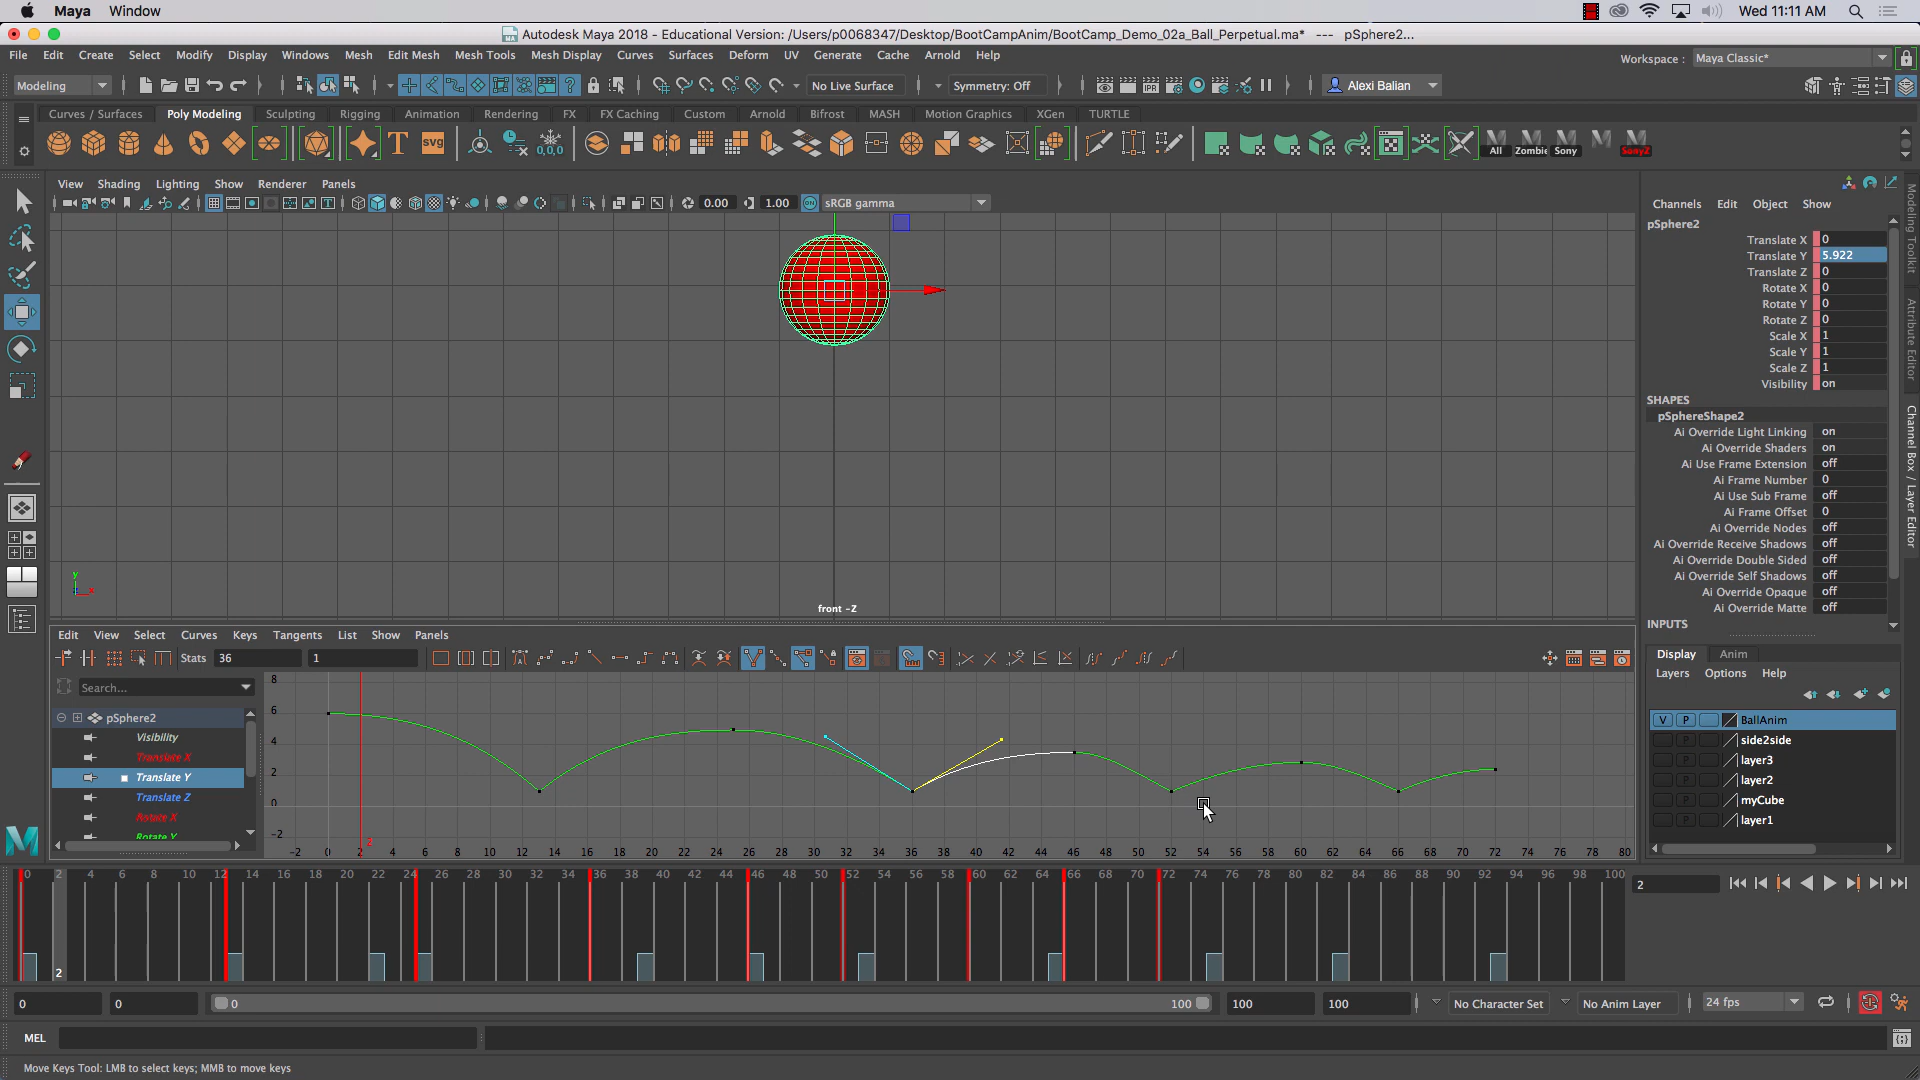 Maya Window Wed 11:11 AM
Autodesk Maya 2018 - Educational Version: /Users/p0068347/Desktop/BootCampAnim/BootCamp_Demo_02a_Ball_Perpetual.ma* --- pSphere2...
File Edit Create Select Modify Display Windows Mesh Edit Mesh Mesh Tools Mesh Display Curves Surfaces Deform UV Generate Cache Arnold Help
Workspace : Maya Classic*
Modeling No Live Surface Symmetry: Off Alexi Balian
Curves / Surfaces Poly Modeling Sculpting Rigging Animation Rendering FX FX Caching Custom Arnold Bifrost MASH Motion Graphics XGen TURTLE
T SVG 0,0,0 All Zombie Sony SonyZ
View Shading Lighting Show Renderer Panels
0.00 1.00 ON sRGB gamma
y x
front -Z
Channels Edit Object Show
pSphere2
Translate X 0
Translate Y 5.922
Translate Z 0
Rotate X 0
Rotate Y 0
Rotate Z 0
Scale X 1
Scale Y 1
Scale Z 1
Visibility on
SHAPES
pSphereShape2
Ai Override Light Linking on
Ai Override Shaders on
Ai Use Frame Extension off
Ai Frame Number 0
Ai Use Sub Frame off
Ai Frame Offset 0
Ai Override Nodes off
Ai Override Receive Shadows off
Ai Override Double Sided off
Ai Override Self Shadows off
Ai Override Opaque off
Ai Override Matte off
INPUTS
Modeling Toolkit
Attribute Editor
Channel Box / Layer Editor
Display Anim
Layers Options Help
V P BallAnim
P side2side
P layer3
P layer2
P myCube
P layer1
Edit View Select Curves Keys Tangents List Show Panels
Stats 36 1
Search...
pSphere2
Visibility
Translate X
Translate Y
Translate Z
Rotate X
Rotate Y
8
6
4
2
0
-2
2
-2 0 2 4 6 8 10 12 14 16 18 20 22 24 26 28 30 32 34 36 38 40 42 44 46 48 50 52 54 56 58 60 62 64 66 68 70 72 74 76 78 80
0 2 4 6 8 10 12 14 16 18 20 22 24 26 28 30 32 34 36 38 40 42 44 46 48 50 52 54 56 58 60 62 64 66 68 70 72 74 76 78 80 82 84 86 88 90 92 94 96 98 100
2
2
0 0 0 100 100 100 No Character Set No Anim Layer 24 fps
MEL
Move Keys Tool: LMB to select keys; MMB to move keys